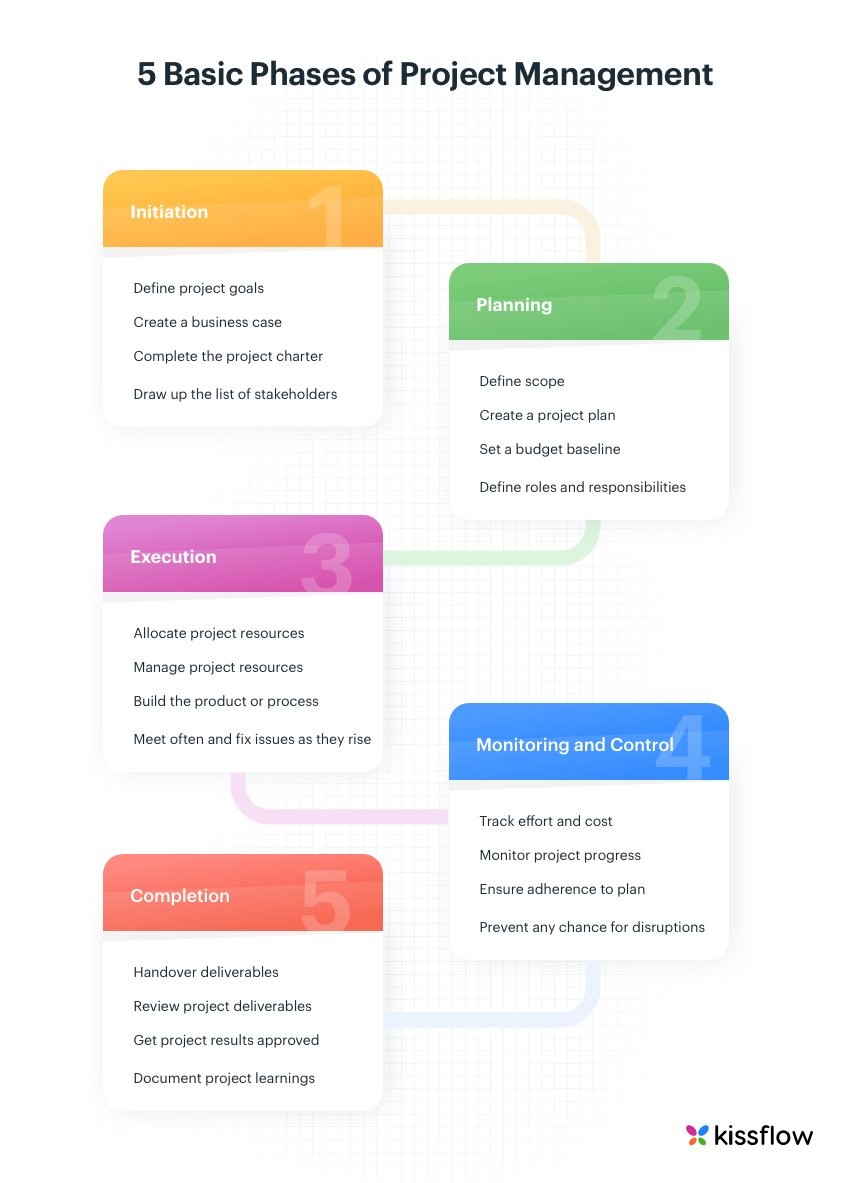 5 Basic Phases of Project Management
1
Initiation
Define project goals
Create a business case
Complete the project charter
Draw up the list of stakeholders
2
Planning
Define scope
Create a project plan
Set a budget baseline
Define roles and responsibilities
3
Execution
Allocate project resources
Manage project resources
Build the product or process
Meet often and fix issues as they rise
4
Monitoring and Control
Track effort and cost
Monitor project progress
Ensure adherence to plan
Prevent any chance for disruptions
5
Completion
Handover deliverables
Review project deliverables
Get project results approved
Document project learnings
kissflow